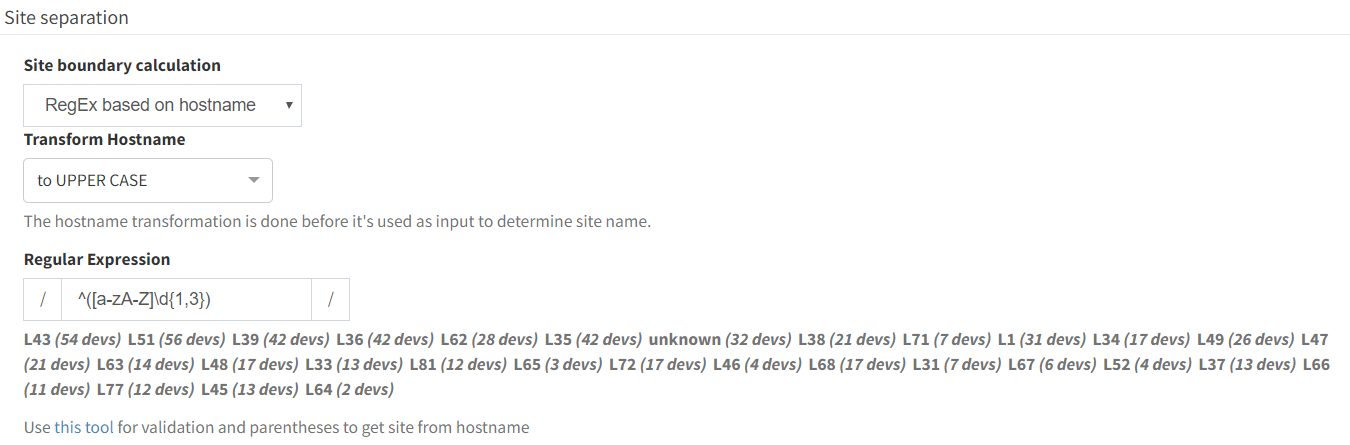 Site separation
Site boundary calculation
RegEx based on hostname
Transform Hostname
to UPPER CASE
The hostname transformation is done before it's used as input to determine site name.
Regular Expression
/ ^([a-zA-Z]\d{1,3}) /
L43 (54 devs) L51 (56 devs) L39 (42 devs) L36 (42 devs) L62 (28 devs) L35 (42 devs) unknown (32 devs) L38 (21 devs) L71 (7 devs) L1 (31 devs) L34 (17 devs) L49 (26 devs) L47
(21 devs) L63 (14 devs) L48 (17 devs) L33 (13 devs) L81 (12 devs) L65 (3 devs) L72 (17 devs) L46 (4 devs) L68 (17 devs) L31 (7 devs) L67 (6 devs) L52 (4 devs) L37 (13 devs) L66
(11 devs) L77 (12 devs) L45 (13 devs) L64 (2 devs)
Use this tool for validation and parentheses to get site from hostname